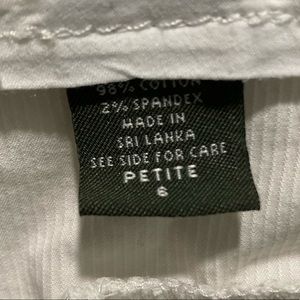 98% COTTON
2% SPANDEX
MADE IN
SRI LANKA
SEE SIDE FOR CARE
PETITE
6